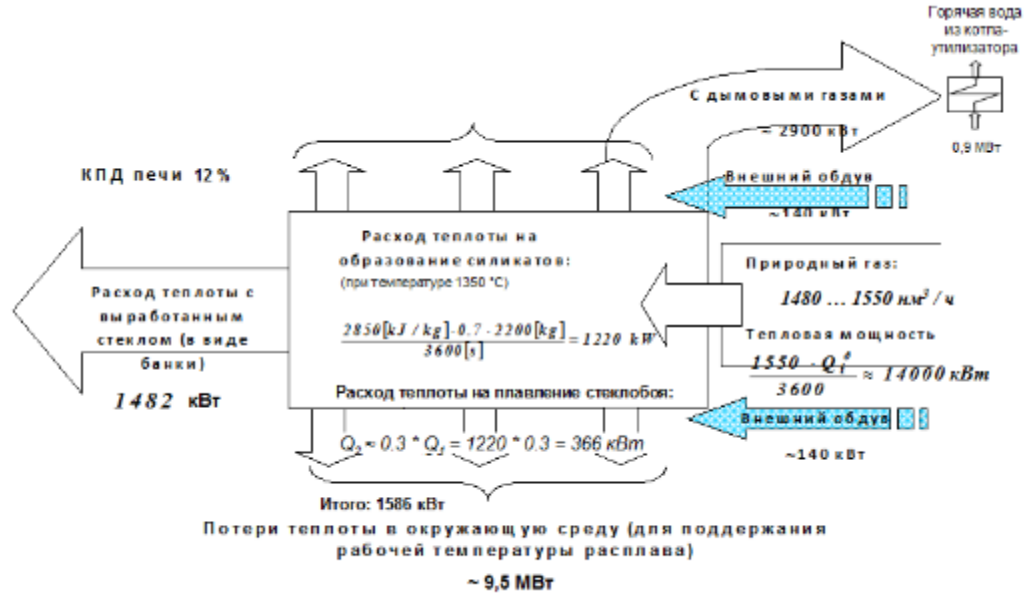 Горячая вода
из котла-
утилизатора
С дымовыми газами
~ 2900 кВт
0,9 МВт
КПД печи 12%
Внешний обдув
~140 кВт
Расход теплоты на
образование силикатов:
(при температуре 1350 °C)
2850[kJ / kg]·0.7·2200[kg]
3600[s]
= 1220 kW
Природный газ:
1480 ... 1550 нм³ / ч
Тепловая мощность
1550 · Q
3600
≈ 14000 кВт
Расход теплоты с
выработанным
стеклом (в виде
банки)
1482 кВт
Расход теплоты на плавление стеклобоя:
Q₂ ≈ 0.3 * Q₁ = 1220 * 0.3 = 366 кВт
Внешний обдув
~140 кВт
Итого: 1586 кВт
Потери теплоты в окружающую среду (для поддержания
рабочей температуры расплава)
~ 9,5 МВт